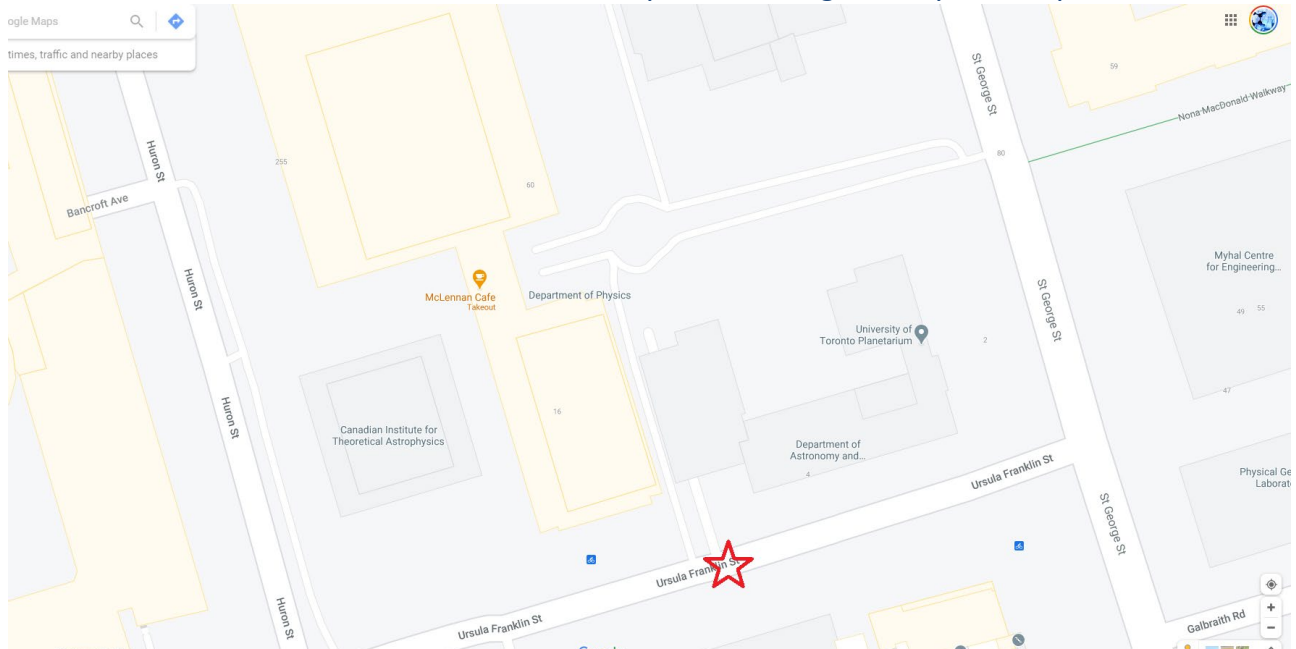 ogle Maps
times, traffic and nearby places
59
St George St
Nona-MacDonald-Walkway
80
Huron St
255
60
Bancroft Ave
Myhal Centre
for Engineering...
Huron St
McLennan Cafe
Takeout
Department of Physics
St George St
49
55
University of
Toronto Planetarium
2
47
Huron St
16
Canadian Institute for
Theoretical Astrophysics
Department of
Astronomy and...
4
Ursula Franklin St
Physical Ge
Laborat
St George St
Ursula Franklin St
Huron St
Ursula Franklin St
Galbraith Rd